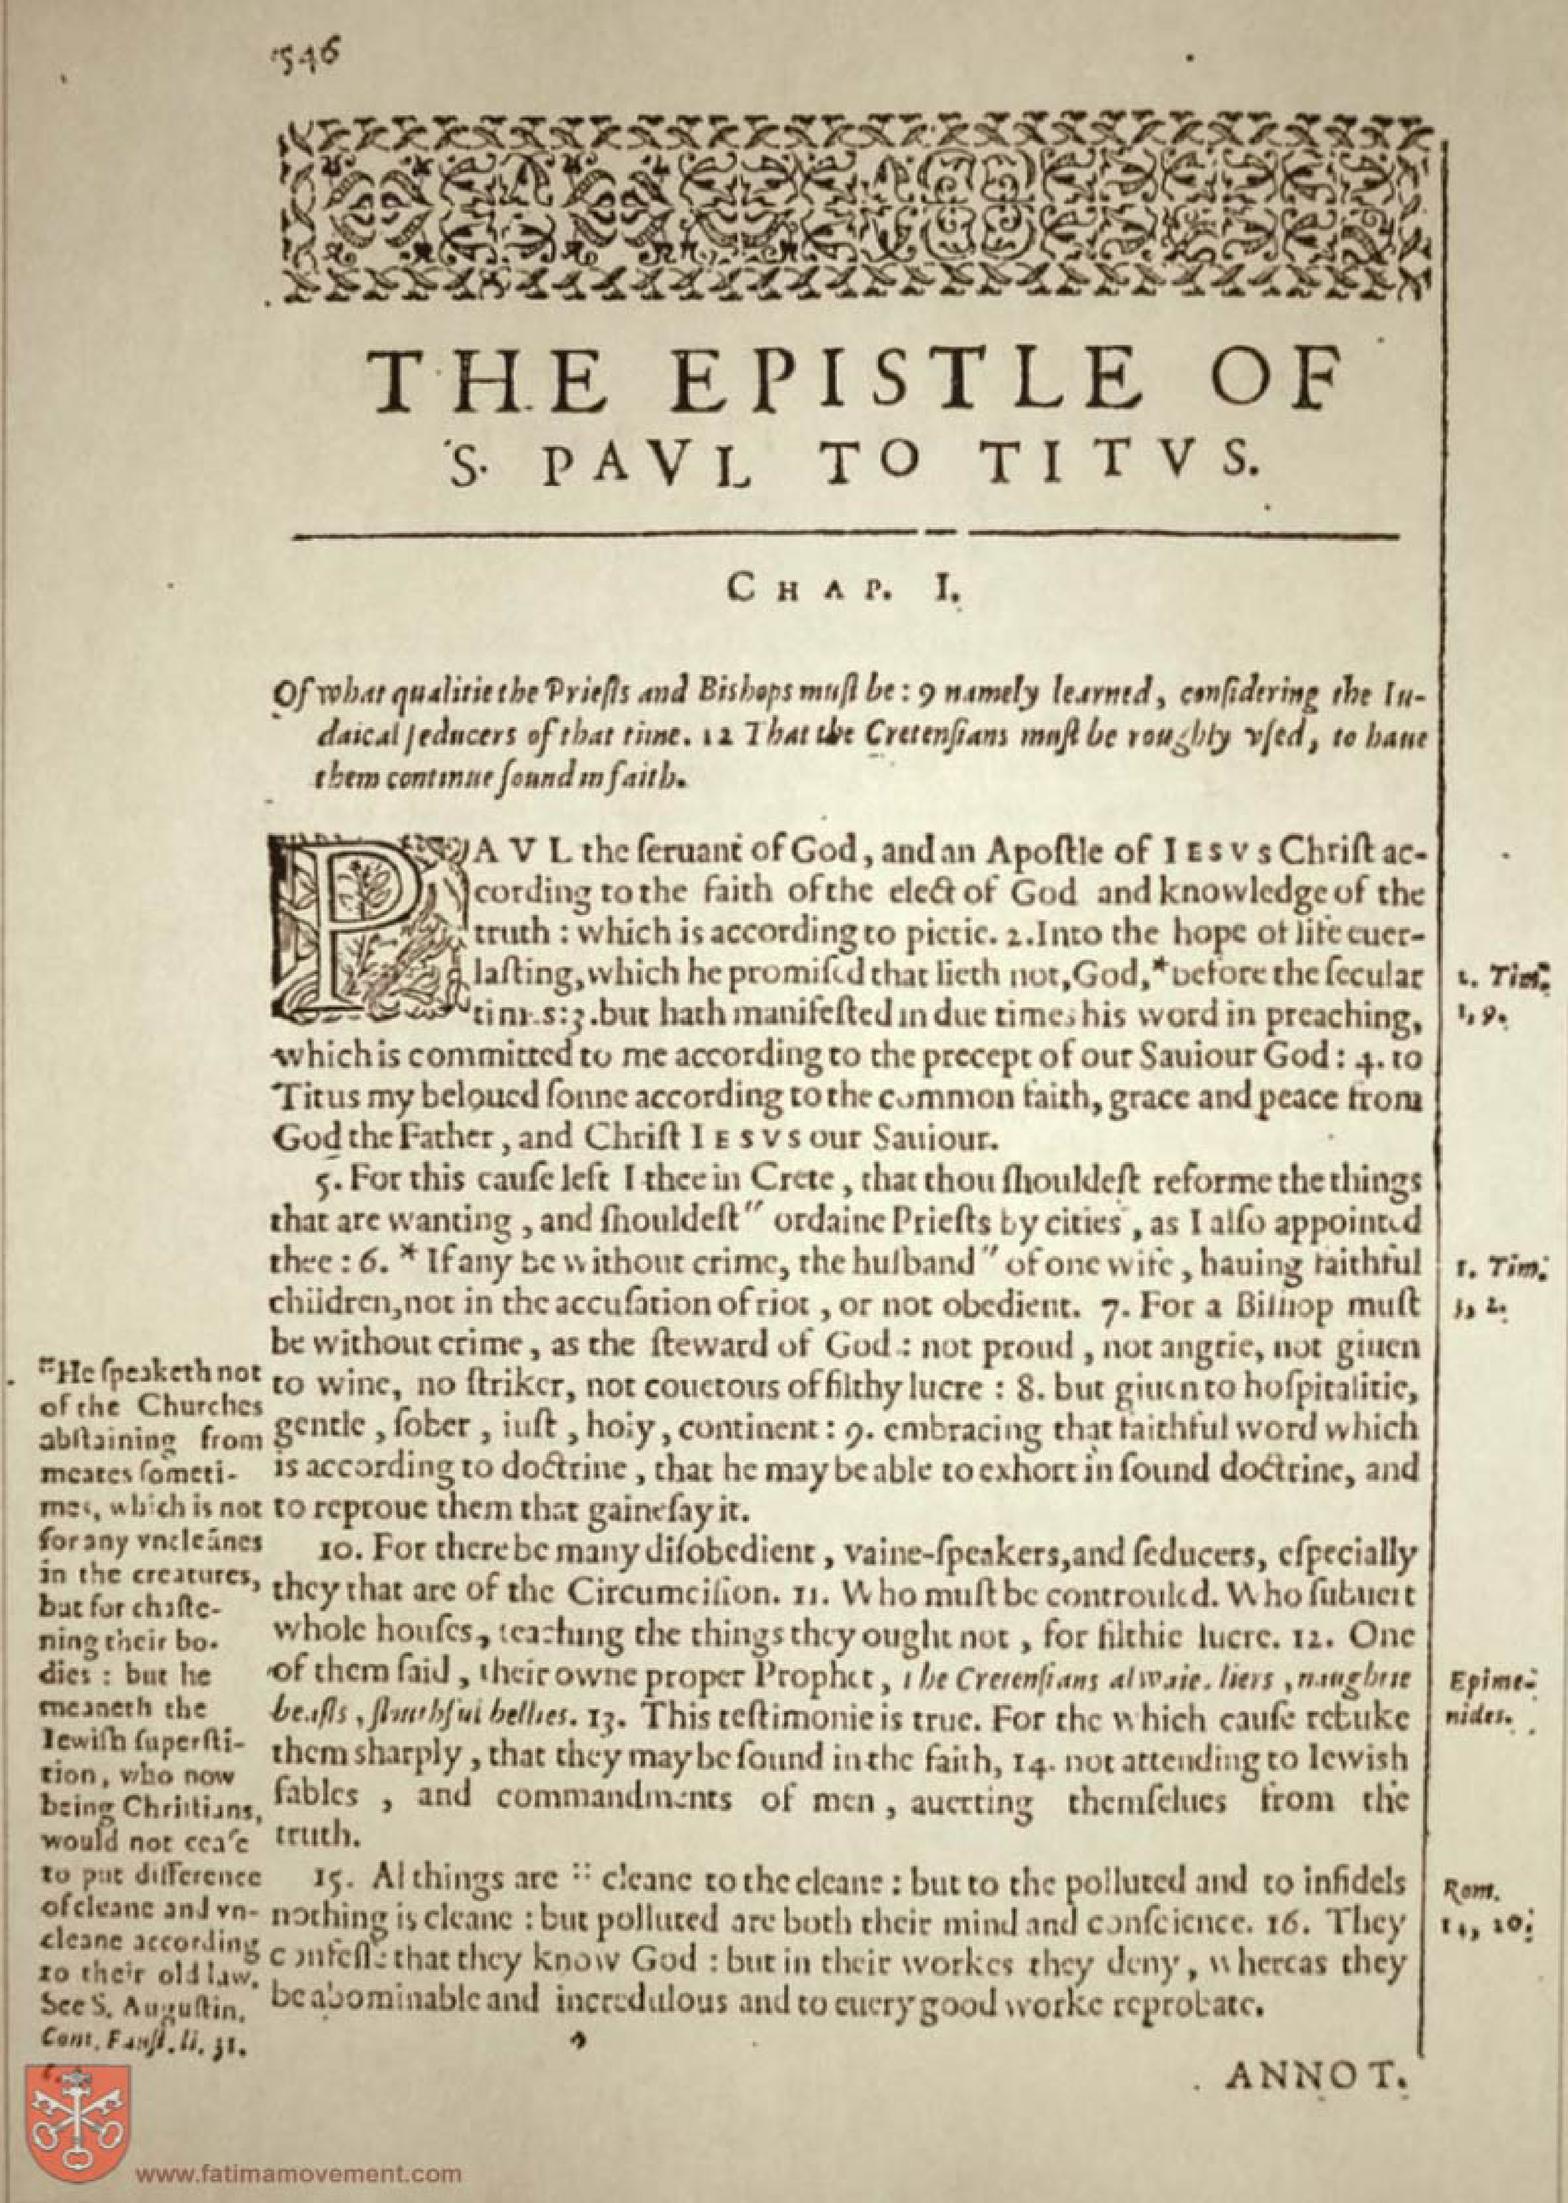 546
THE EPISTLE OF
S. PAVL TO TITVS.
CHAP. I.
Of what qualitie the Prieſts and Bishops muſt be : 9 namely learned, conſidering the Iu-
daical ſeducers of that time. 12 That the Cretenſians muſt be roughly vſed, to haue
them continue ſound in faith.
PAVL the ſeruant of God, and an Apoſtle of IESVS Chriſt ac-
cording to the faith of the elect of God and knowledge of the
truth : which is according to pietie. 2. Into the hope of life euer-
laſting, which he promiſed that lieth not, God, * before the ſecular
times: 3. but hath manifeſted in due times his word in preaching,
which is committed to me according to the precept of our Sauiour God : 4. to
Titus my beloued ſonne according to the common faith, grace and peace from
God the Father, and Chriſt IESVS our Sauiour.
5. For this cauſe left I thee in Crete, that thou ſhouldeſt reforme the things
that are wanting, and ſhouldeſt " ordaine Prieſts by cities, as I alſo appointed
thee : 6. * If any be without crime, the huſband " of one wife, hauing faithful
children, not in the accuſation of riot, or not obedient. 7. For a Biſhop muſt
be without crime, as the ſteward of God : not proud, not angrie, not giuen
to wine, no ſtriker, not couetous of filthy lucre : 8. but giuen to hoſpitalitie,
gentle, ſober, iuſt, holy, continent : 9. embracing that faithful word which
is according to doctrine, that he may be able to exhort in ſound doctrine, and
to reproue them that gaineſay it.
10. For there be many diſobedient, vaine-ſpeakers, and ſeducers, eſpecially
they that are of the Circumciſion. 11. Who muſt be controuled. Who ſubuert
whole houſes, teaching the things they ought not, for filthie lucre. 12. One
of them ſaid, their owne proper Prophet, The Cretenſians alwaie. liers, naughtie
beaſts, ſlouthful bellies. 13. This teſtimonie is true. For the which cauſe rebuke
them sharply, that they may be ſound in the faith, 14. not attending to Iewish
fables, and commandments of men, auerting themſelues from the
truth.
15. Al things are :: cleane to the cleane : but to the polluted and to infidels
nothing is cleane : but polluted are both their mind and conſcience. 16. They
confeſſe that they know God : but in their workes they deny, whereas they
be abominable and incredulous and to euery good worke reprobate.
ANNOT.
:: He ſpeaketh not
of the Churches
abſtaining from
meates ſometi-
mes, which is not
for any vncleānes
in the creatures,
but for chaſte-
ning their bo-
dies : but he
meaneth the
Iewiſh ſuperſti-
tion, who now
being Chriſtians,
would not ceaſe
to put difference
of cleane and vn-
cleane according
to their old law.
See S. Auguſtin.
Cont. Fauſt. li. 31.
1. Tim.
1, 9.
1. Tim.
3, 2.
Epime-
nides.
Rom.
14, 20.
www.fatimamovement.com